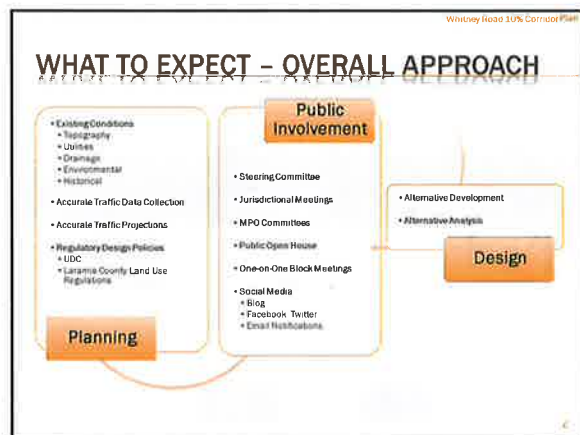 Whitney Road 10% Corridor Plan
WHAT TO EXPECT – OVERALL APPROACH
• Existing Conditions
• Topography
• Utilities
• Drainage
• Environmental
• Historical
• Accurate Traffic Data Collection
• Accurate Traffic Projections
• Regulatory Design Policies
• UDC
• Laramie County Land Use
Regulations
Planning
Public
Involvement
• Steering Committee
• Jurisdictional Meetings
• MPO Committees
• Public Open House
• One-on-One Block Meetings
• Social Media
• Blog
• Facebook Twitter
• Email Notifications
• Alternative Development
• Alternative Analysis
Design